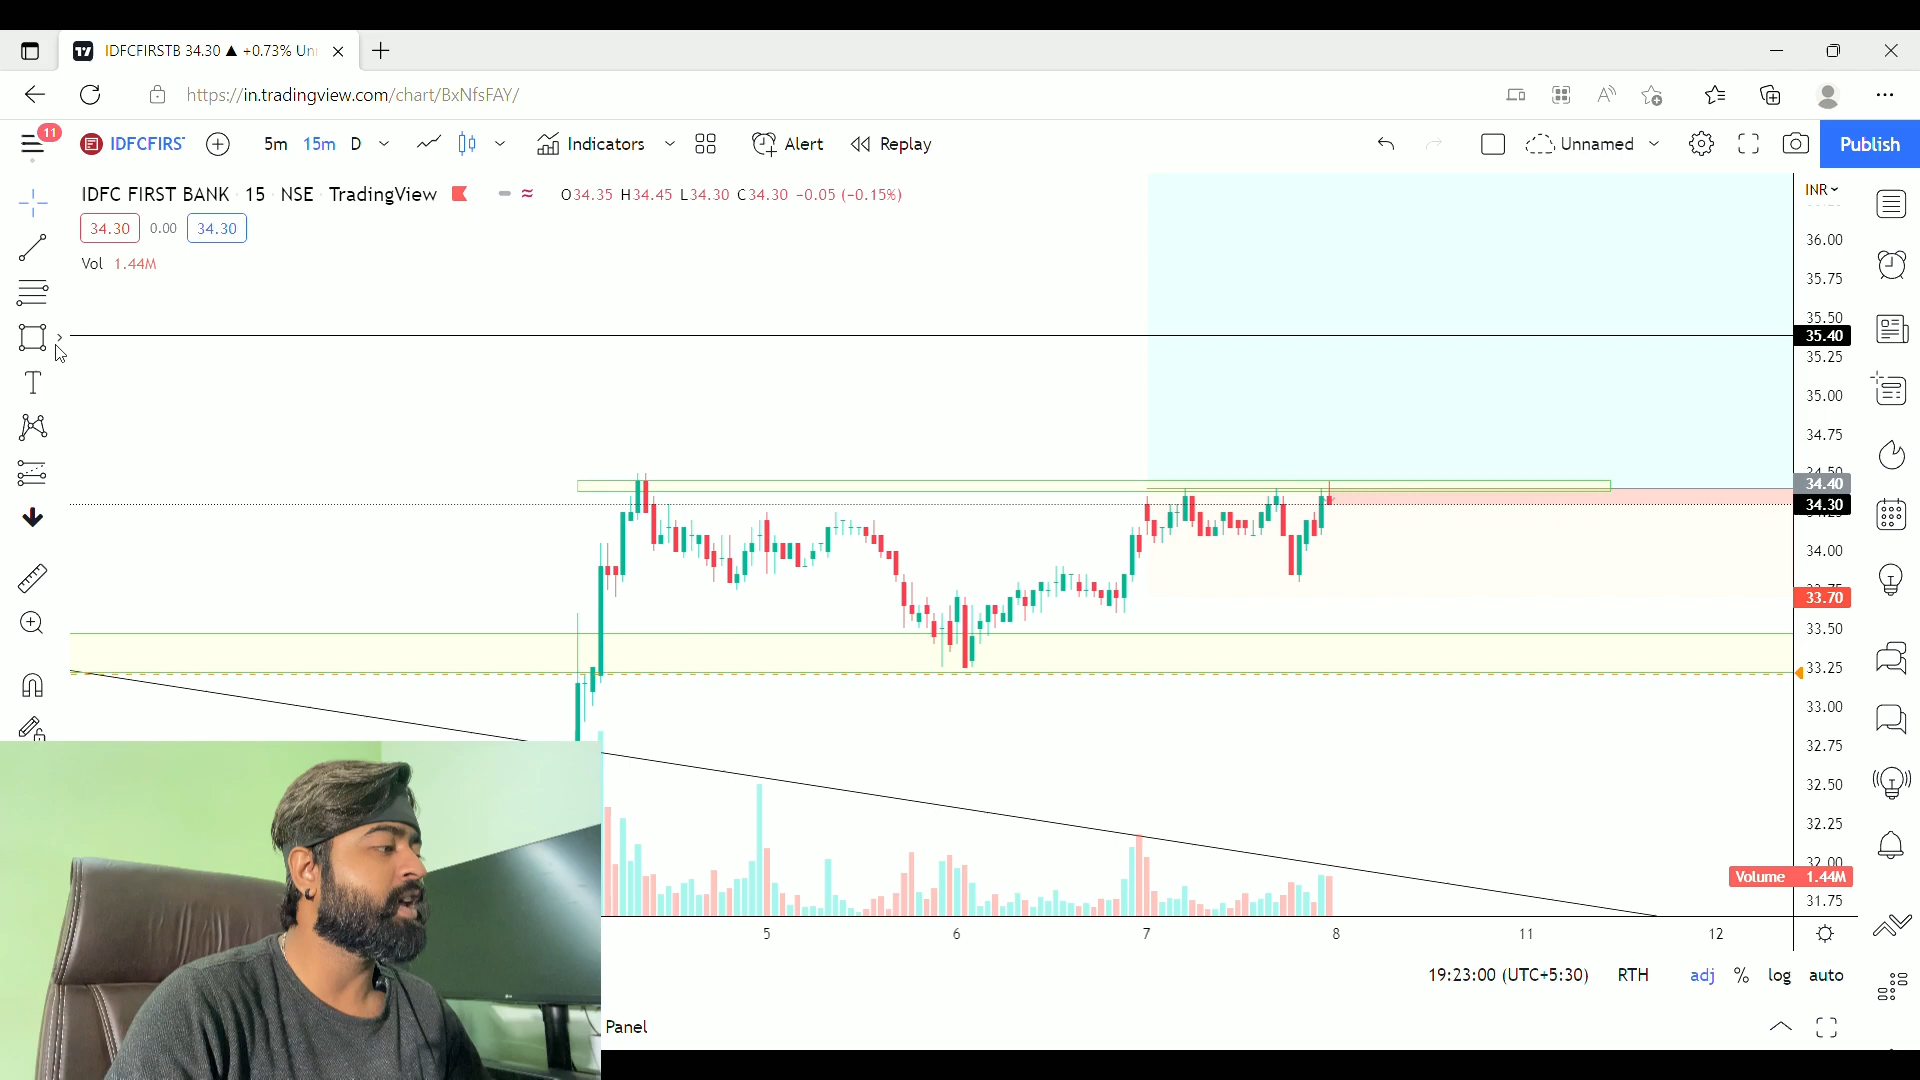 IDFCFIRSTB 34.30 ▲ +0.73% Un
https://in.tradingview.com/chart/BxNfsFAY/
11
IDFCFIRS
5m 15m D
Indicators
Alert
Replay
Unnamed
Publish
IDFC FIRST BANK 15 NSE TradingView
O34.35 H34.45 L34.30 C34.30 -0.05 (-0.15%)
INR
34.30 0.00 34.30
Vol 1.44M
36.00
35.75
35.50
35.40
35.25
35.00
34.75
34.50
34.40
34.30
34.00
33.70
33.50
33.25
33.00
32.75
32.50
32.25
32.00
Volume 1.44M
31.75
5 6 7 8 11 12
19:23:00 (UTC+5:30) RTH adj % log auto
Panel